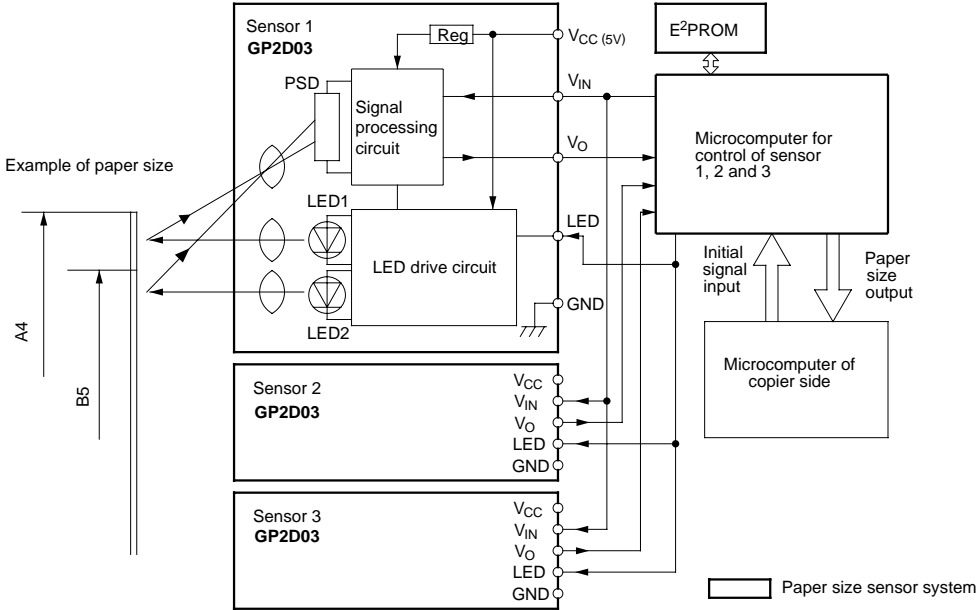 Sensor 1
GP2D03
Reg
VCC (5V)
E²PROM
PSD
VIN
Signal
processing
circuit
VO
Microcomputer for
control of sensor
1, 2 and 3
Example of paper size
LED1
LED
LED drive circuit
Initial
signal
input
Paper
size
output
GND
LED2
A4
B5
Microcomputer of
copier side
Sensor 2
GP2D03
VCC
VIN
VO
LED
GND
Sensor 3
GP2D03
VCC
VIN
VO
LED
GND
Paper size sensor system